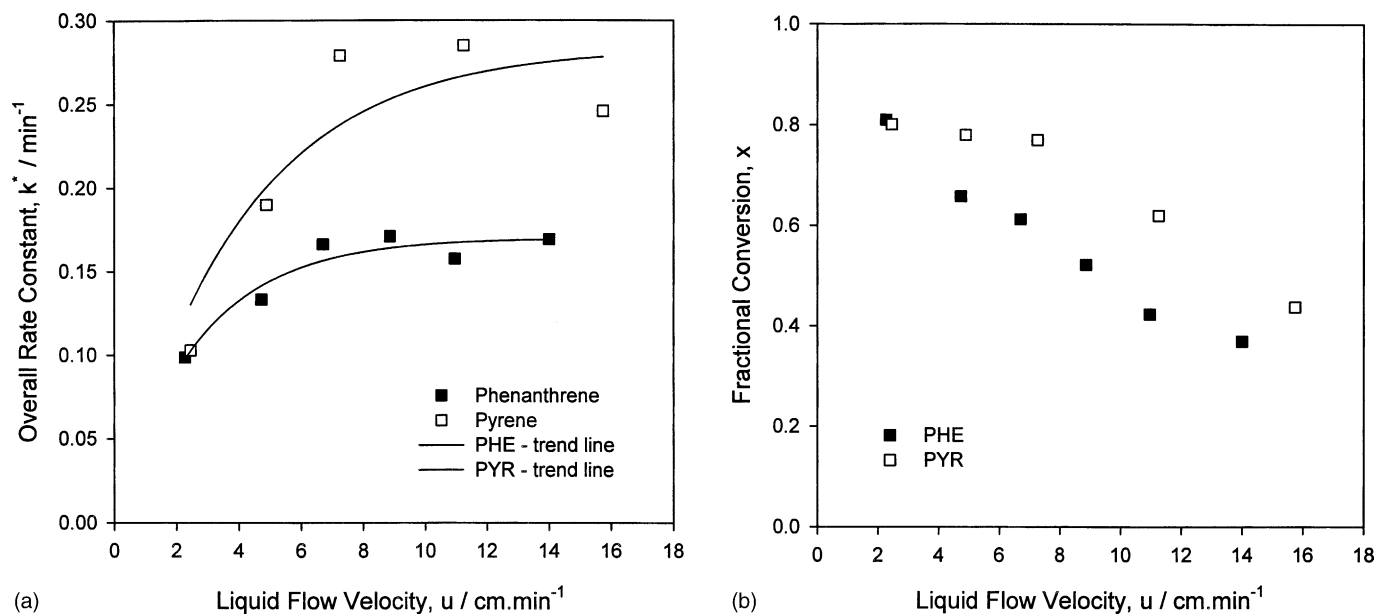 0.30
0.25
0.20
0.15
0.10
0.05
0.00
Overall Rate Constant, k* / min⁻¹
Phenanthrene
Pyrene
PHE - trend line
PYR - trend line
0 2 4 6 8 10 12 14 16 18
(a)
Liquid Flow Velocity, u / cm.min⁻¹
1.0
0.8
0.6
0.4
0.2
0.0
Fractional Conversion, x
PHE
PYR
0 2 4 6 8 10 12 14 16 18
(b)
Liquid Flow Velocity, u / cm.min⁻¹